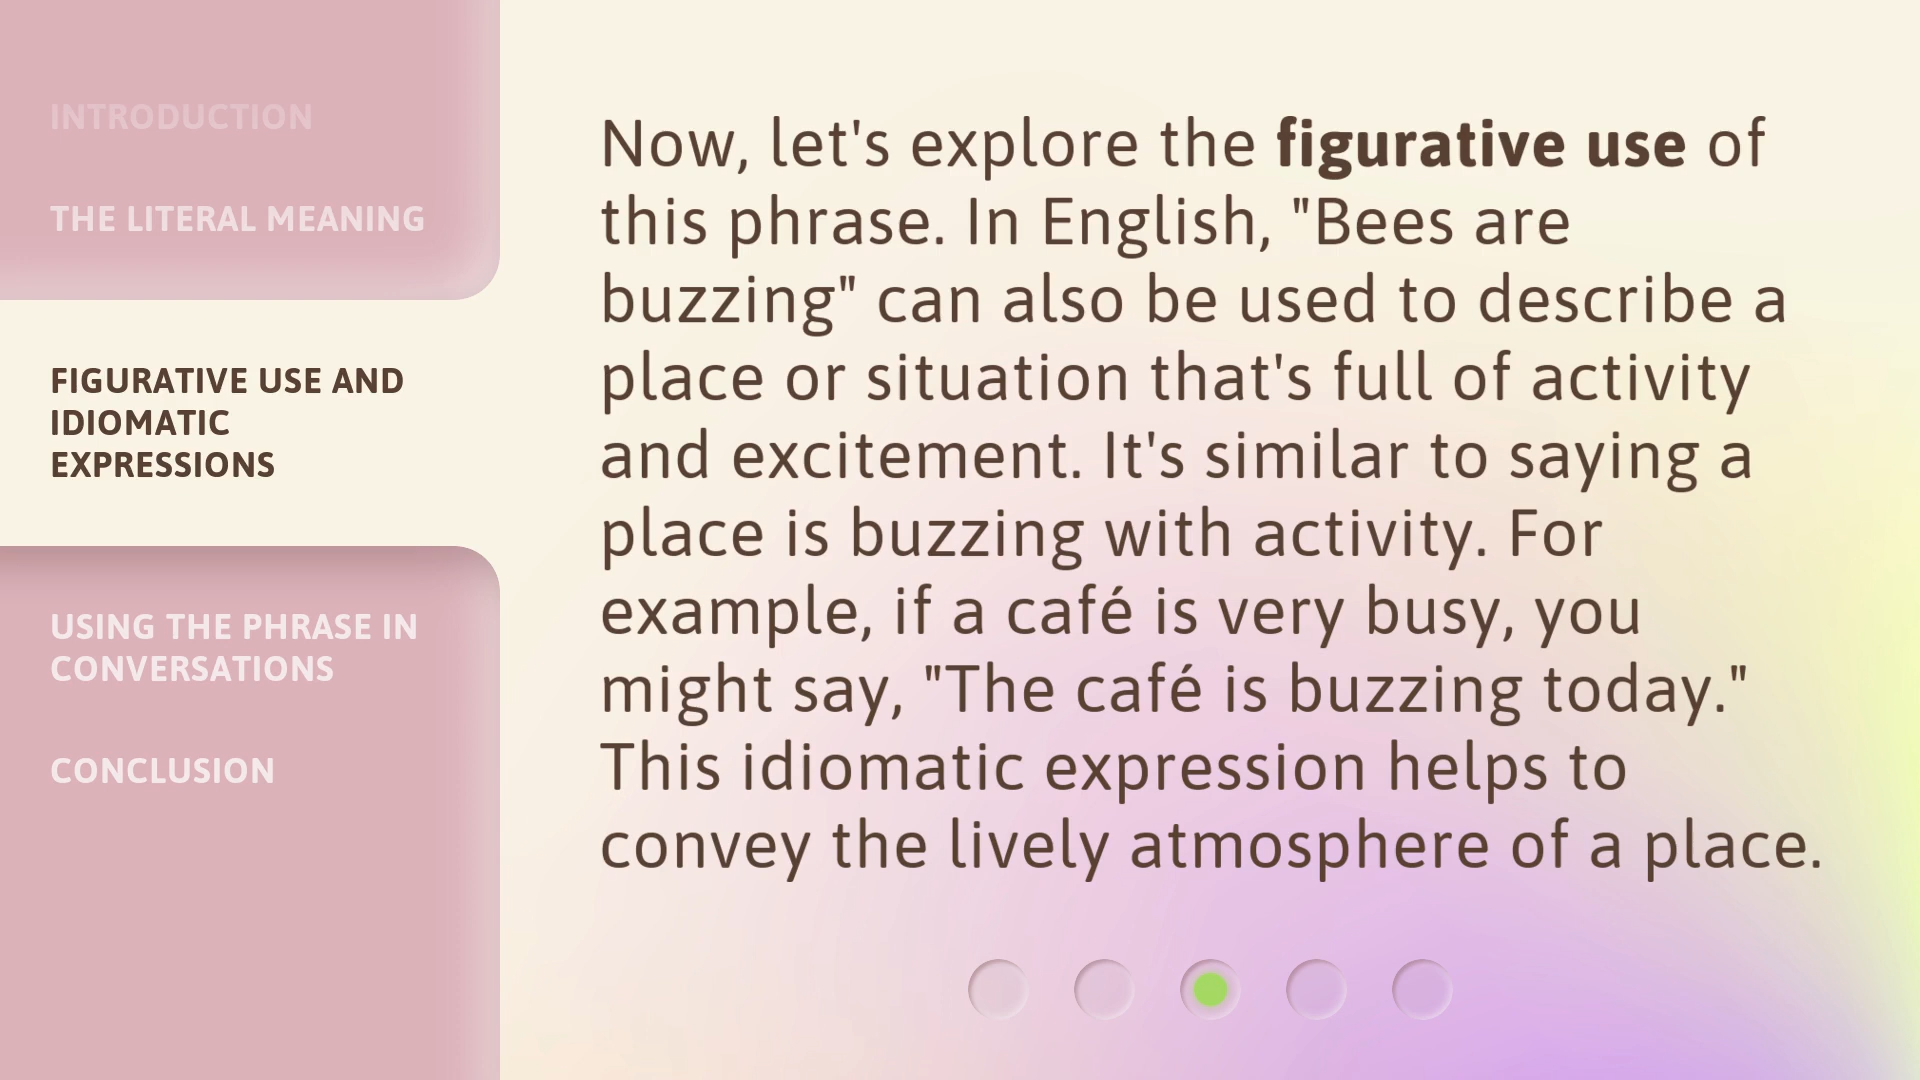 INTRODUCTION
THE LITERAL MEANING
FIGURATIVE USE AND
IDIOMATIC
EXPRESSIONS
USING THE PHRASE IN
CONVERSATIONS
CONCLUSION
Now, let's explore the figurative use of
this phrase. In English, "Bees are
buzzing" can also be used to describe a
place or situation that's full of activity
and excitement. It's similar to saying a
place is buzzing with activity. For
example, if a café is very busy, you
might say, "The café is buzzing today."
This idiomatic expression helps to
convey the lively atmosphere of a place.